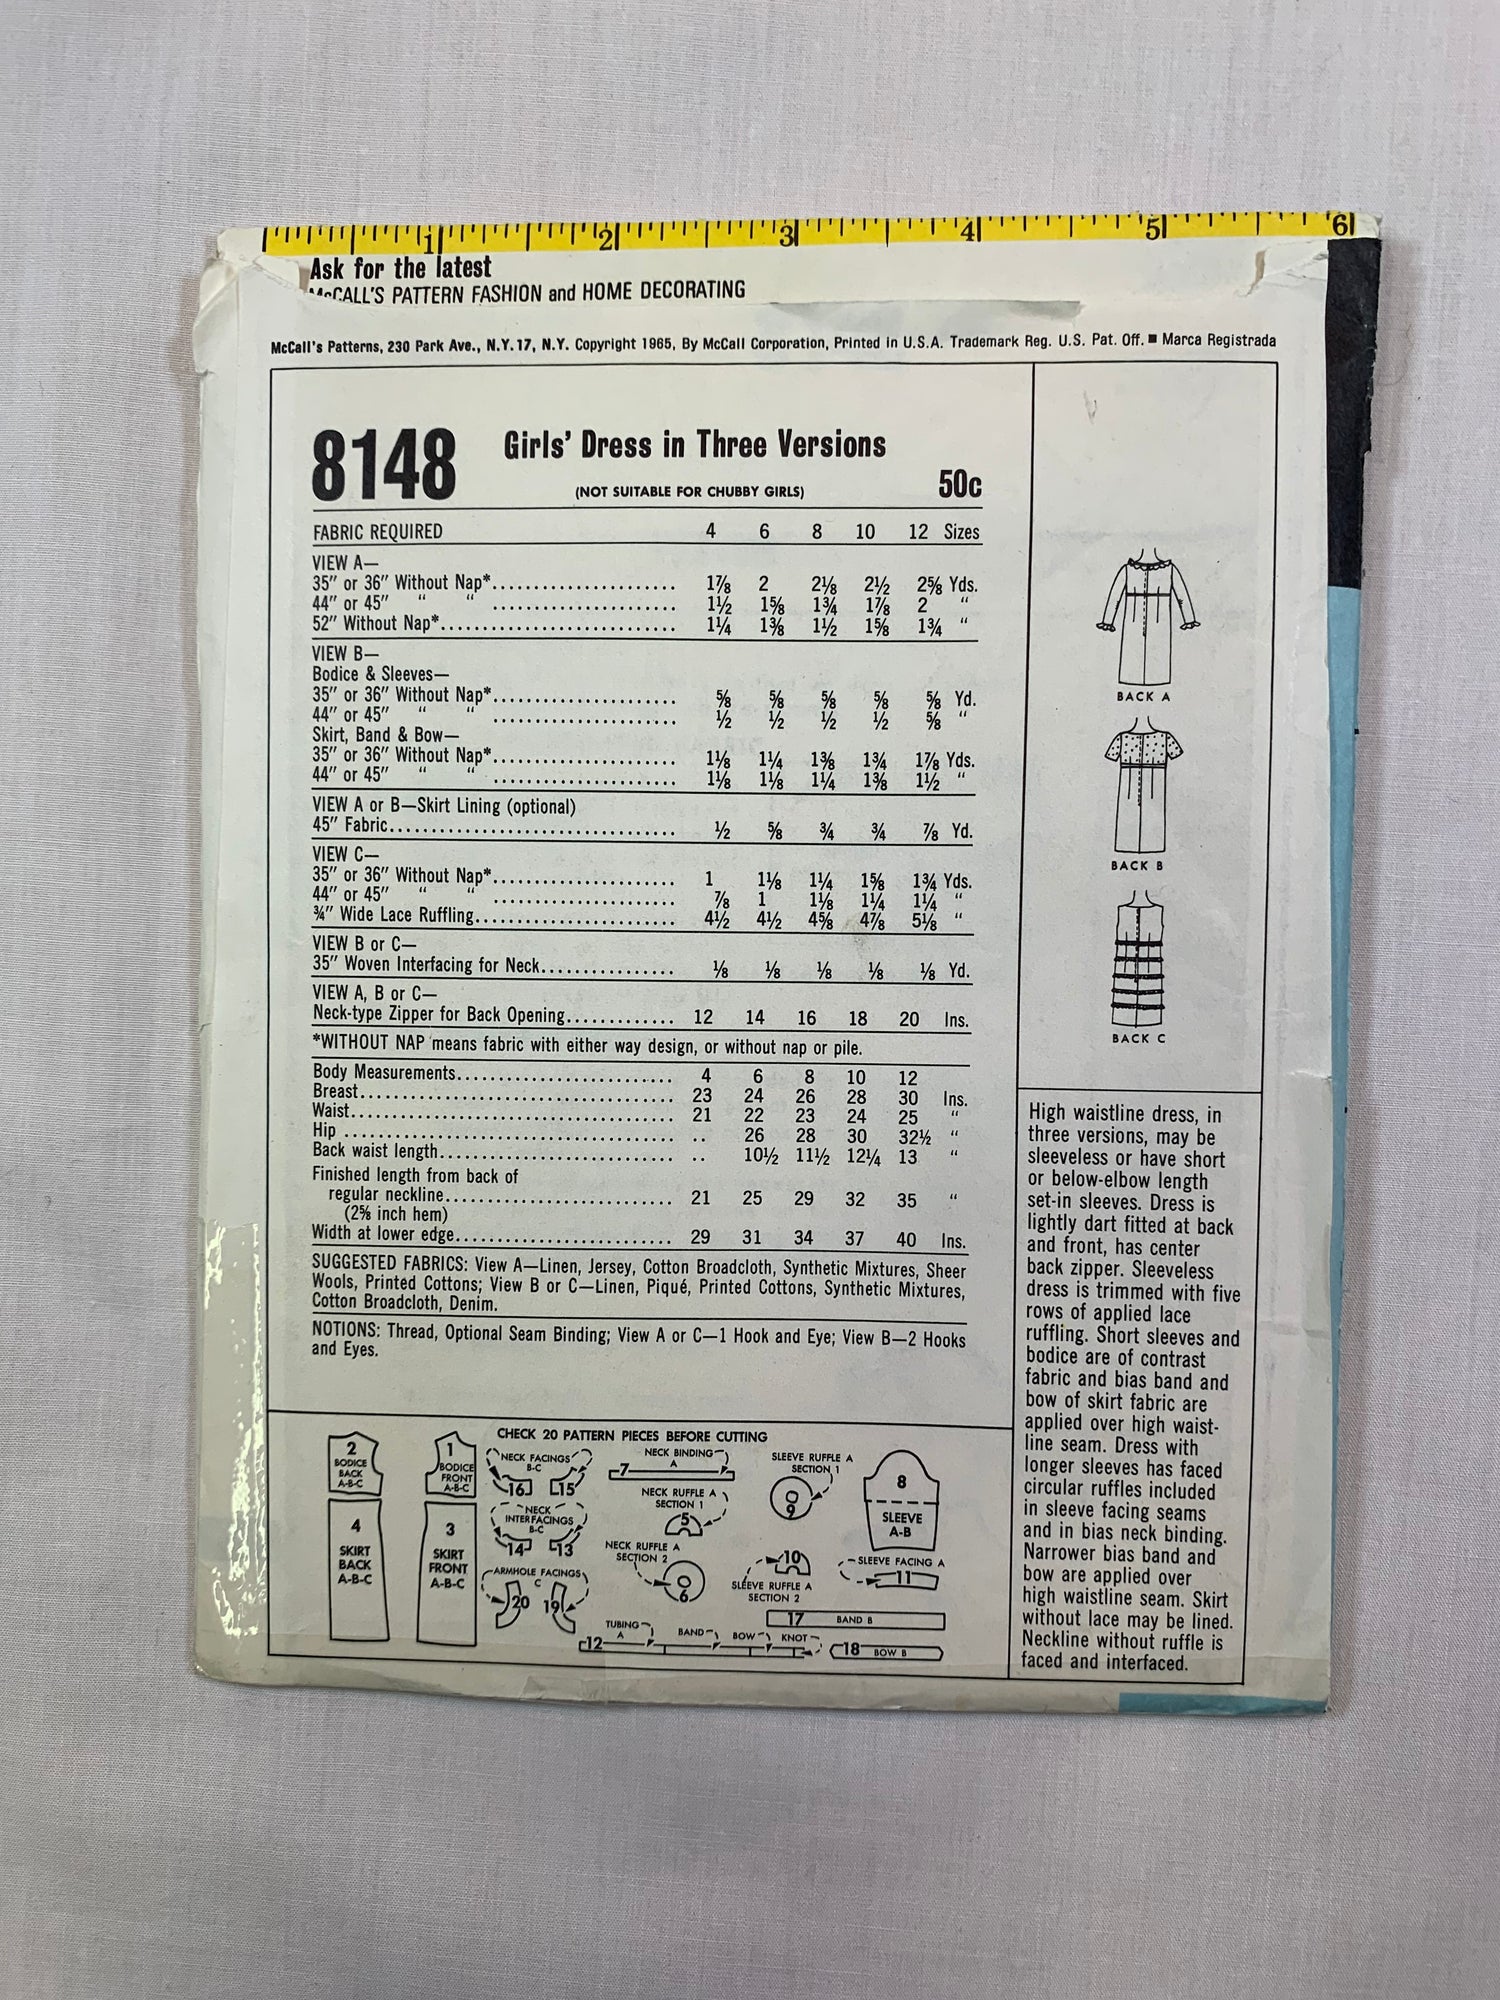 1 2 3 4 5 6
Ask for the latest
McCALL'S PATTERN FASHION and HOME DECORATING
McCall's Patterns, 230 Park Ave., N.Y. 17, N.Y. Copyright 1965, By McCall Corporation, Printed in U.S.A. Trademark Reg. U.S. Pat. Off. ■ Marca Registrada
8148 Girls' Dress in Three Versions
(NOT SUITABLE FOR CHUBBY GIRLS) 50c
FABRIC REQUIRED 4 6 8 10 12 Sizes
VIEW A—
35" or 36" Without Nap* 1⅞ 2 2⅛ 2½ 2⅝ Yds.
44" or 45" " " 1½ 1⅝ 1¾ 1⅞ 2 "
52" Without Nap* 1¼ 1⅜ 1½ 1⅝ 1¾ "
VIEW B—
Bodice & Sleeves—
35" or 36" Without Nap* ⅝ ⅝ ⅝ ⅝ ⅝ Yd.
44" or 45" " " ½ ½ ½ ½ ⅝ "
Skirt, Band & Bow—
35" or 36" Without Nap* 1⅛ 1¼ 1⅜ 1¾ 1⅞ Yds.
44" or 45" " " 1⅛ 1⅛ 1¼ 1⅜ 1½ "
VIEW A or B—Skirt Lining (optional)
45" Fabric ½ ⅝ ¾ ¾ ⅞ Yd.
VIEW C—
35" or 36" Without Nap* 1 1⅛ 1¼ 1⅝ 1¾ Yds.
44" or 45" " " ⅞ 1 1⅛ 1¼ 1¼ "
¾" Wide Lace Ruffling 4½ 4½ 4⅝ 4⅞ 5⅛ "
VIEW B or C—
35" Woven Interfacing for Neck ⅛ ⅛ ⅛ ⅛ ⅛ Yd.
VIEW A, B or C—
Neck-type Zipper for Back Opening 12 14 16 18 20 Ins.
*WITHOUT NAP means fabric with either way design, or without nap or pile.
Body Measurements 4 6 8 10 12
Breast 23 24 26 28 30 Ins.
Waist 21 22 23 24 25 "
Hip .. 26 28 30 32½ "
Back waist length .. 10½ 11½ 12¼ 13 "
Finished length from back of
regular neckline 21 25 29 32 35 "
(2⅝ inch hem)
Width at lower edge 29 31 34 37 40 Ins.
SUGGESTED FABRICS: View A—Linen, Jersey, Cotton Broadcloth, Synthetic Mixtures, Sheer
Wools, Printed Cottons; View B or C—Linen, Piqué, Printed Cottons, Synthetic Mixtures,
Cotton Broadcloth, Denim.
NOTIONS: Thread, Optional Seam Binding; View A or C—1 Hook and Eye; View B—2 Hooks
and Eyes.
BACK A
BACK B
BACK C
High waistline dress, in
three versions, may be
sleeveless or have short
or below-elbow length
set-in sleeves. Dress is
lightly dart fitted at back
and front, has center
back zipper. Sleeveless
dress is trimmed with five
rows of applied lace
ruffling. Short sleeves and
bodice are of contrast
fabric and bias band and
bow of skirt fabric are
applied over high waist-
line seam. Dress with
longer sleeves has faced
circular ruffles included
in sleeve facing seams
and in bias neck binding.
Narrower bias band and
bow are applied over
high waistline seam. Skirt
without lace may be lined.
Neckline without ruffle is
faced and interfaced.
CHECK 20 PATTERN PIECES BEFORE CUTTING
2
BODICE
BACK
A-B-C
1
BODICE
FRONT
A-B-C
4
SKIRT
BACK
A-B-C
3
SKIRT
FRONT
A-B-C
NECK FACINGS
B-C
16 15
NECK
INTERFACINGS
B-C
14 13
ARMHOLE FACINGS
C
20 19
NECK BINDING
A
7
NECK RUFFLE A
SECTION 1
5
NECK RUFFLE A
SECTION 2
6
SLEEVE RUFFLE A
SECTION 1
9
10
SLEEVE RUFFLE A
SECTION 2
8
SLEEVE
A-B
SLEEVE FACING A
11
17 BAND B
TUBING
A
BAND BOW KNOT
12
18 BOW B